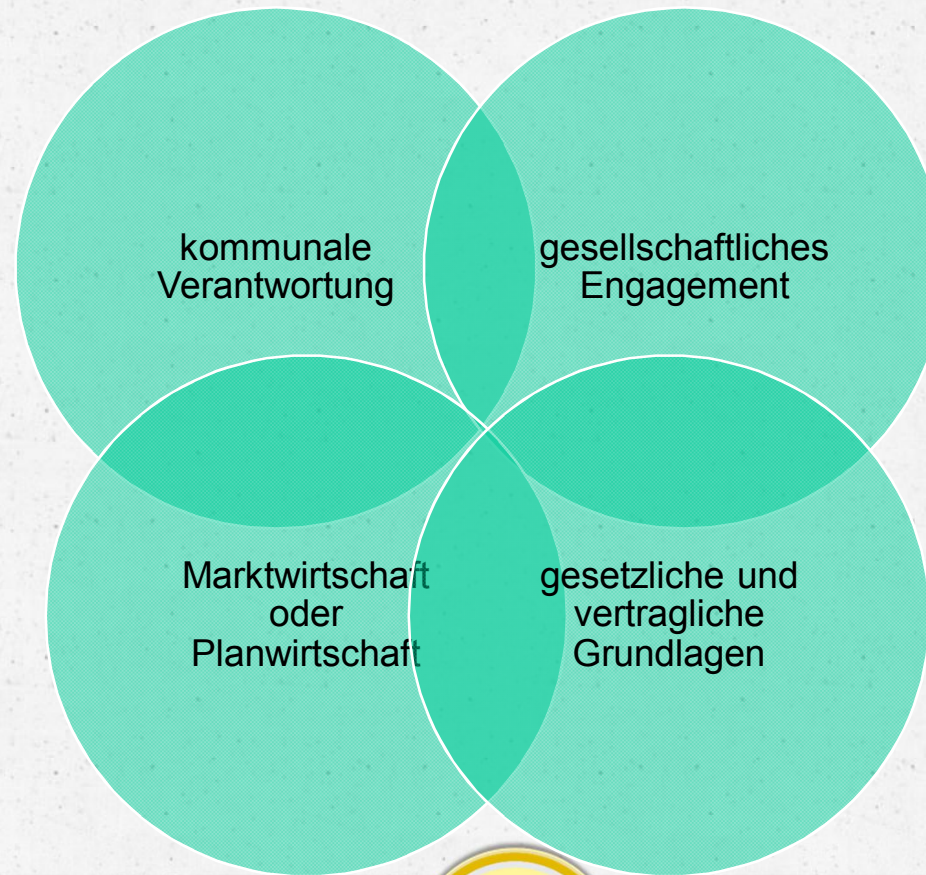 kommunale
Verantwortung
gesellschaftliches
Engagement
Marktwirtschaft
oder
Planwirtschaft
gesetzliche und
vertragliche
Grundlagen